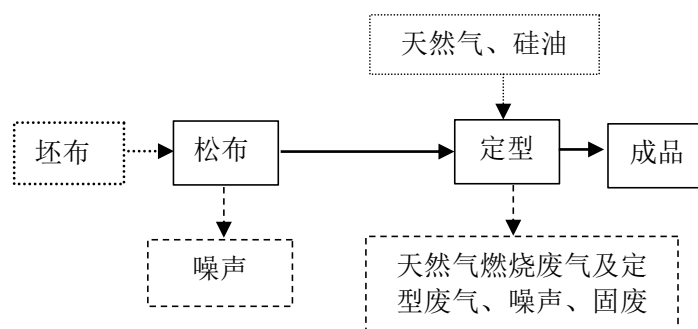 天然气、硅油
坯布
松布
定型
成品
噪声
天然气燃烧废气及定
型废气、噪声、固废